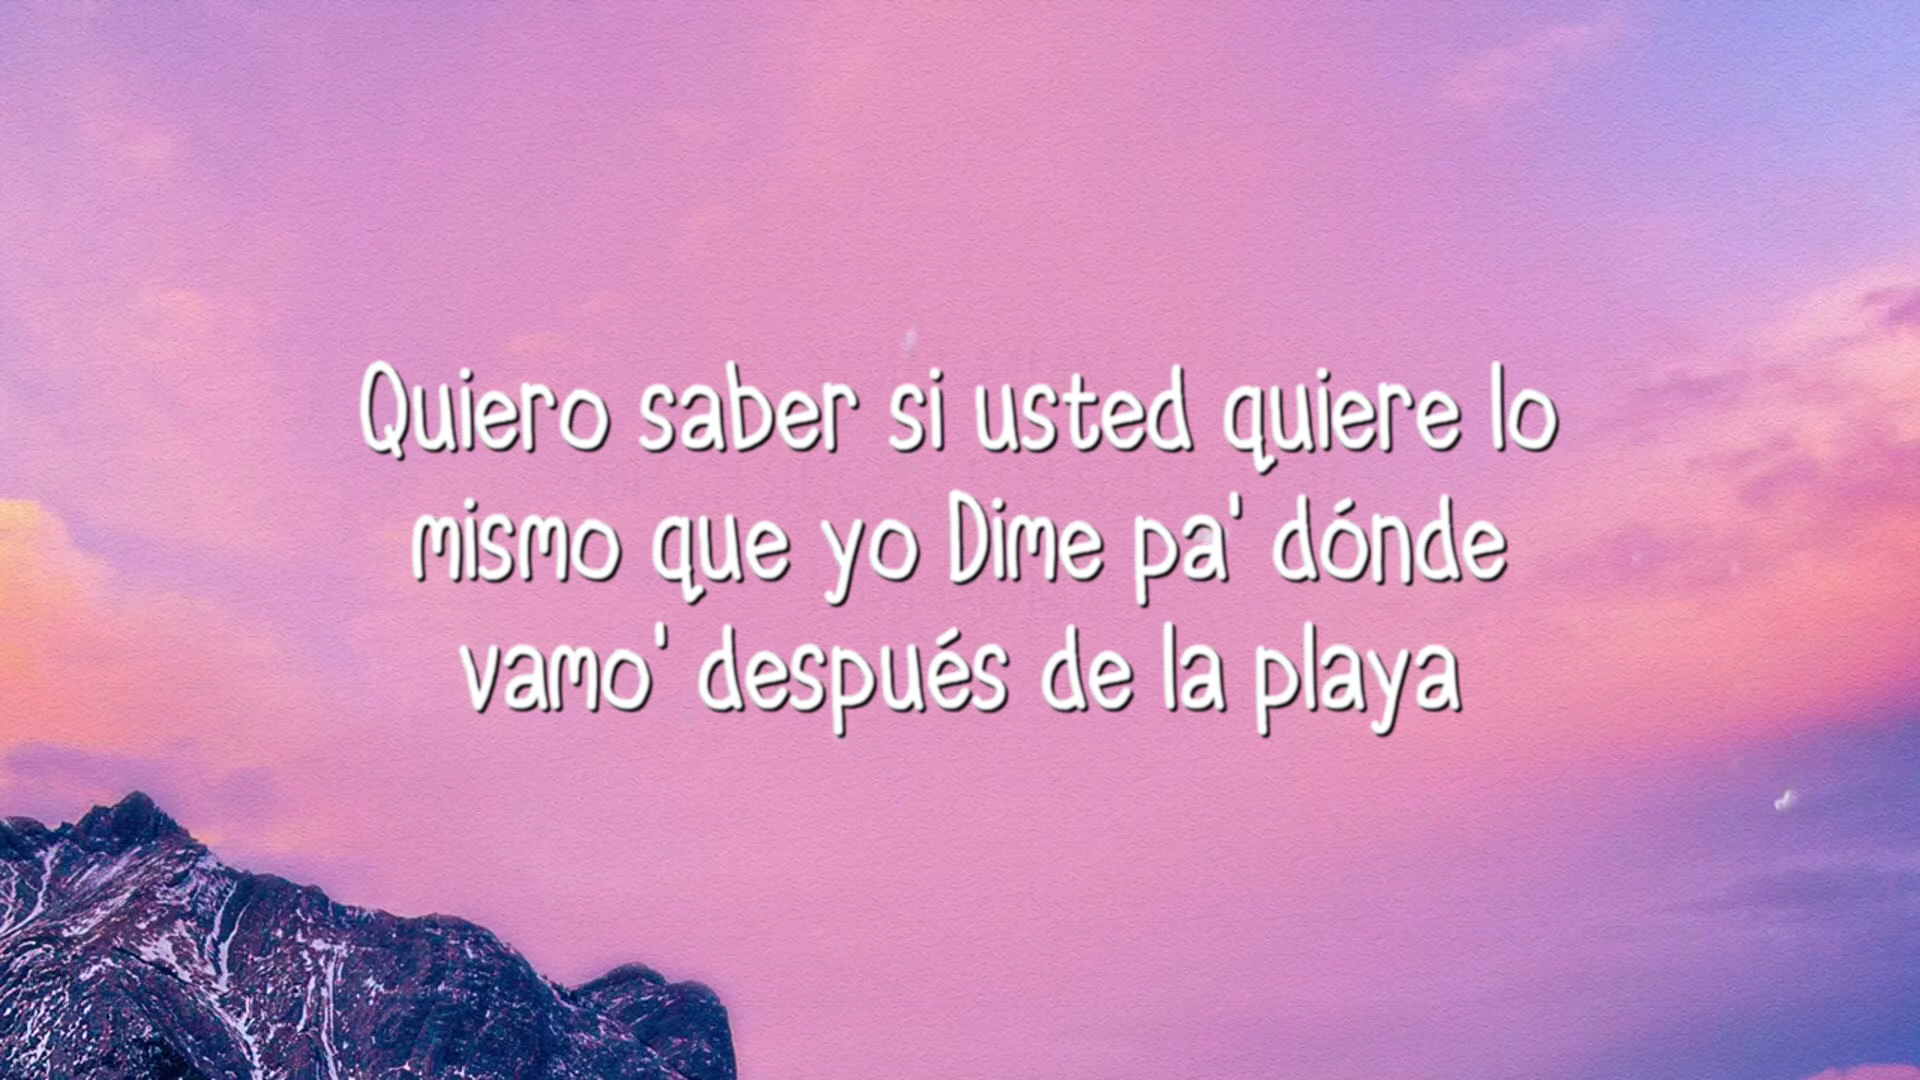 Quiero saber si usted quiere lo
mismo que yo Dime pa' dónde
vamo' después de la playa